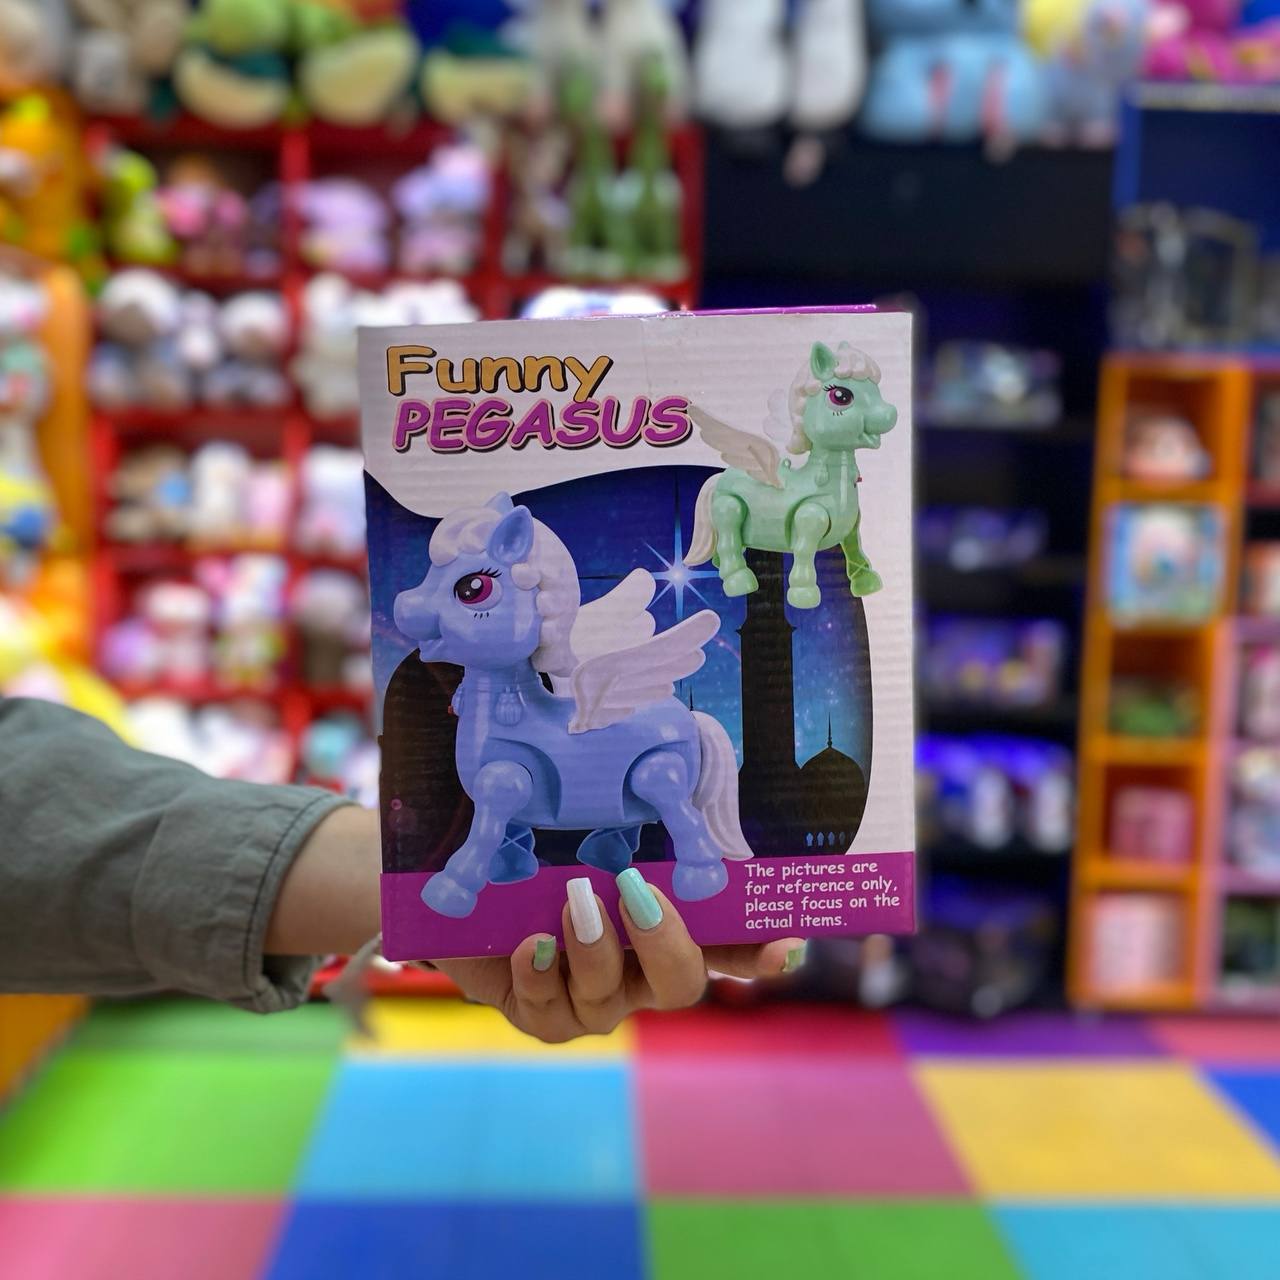 Funny
PEGASUS
The pictures are
for reference only,
please focus on the
actual items.